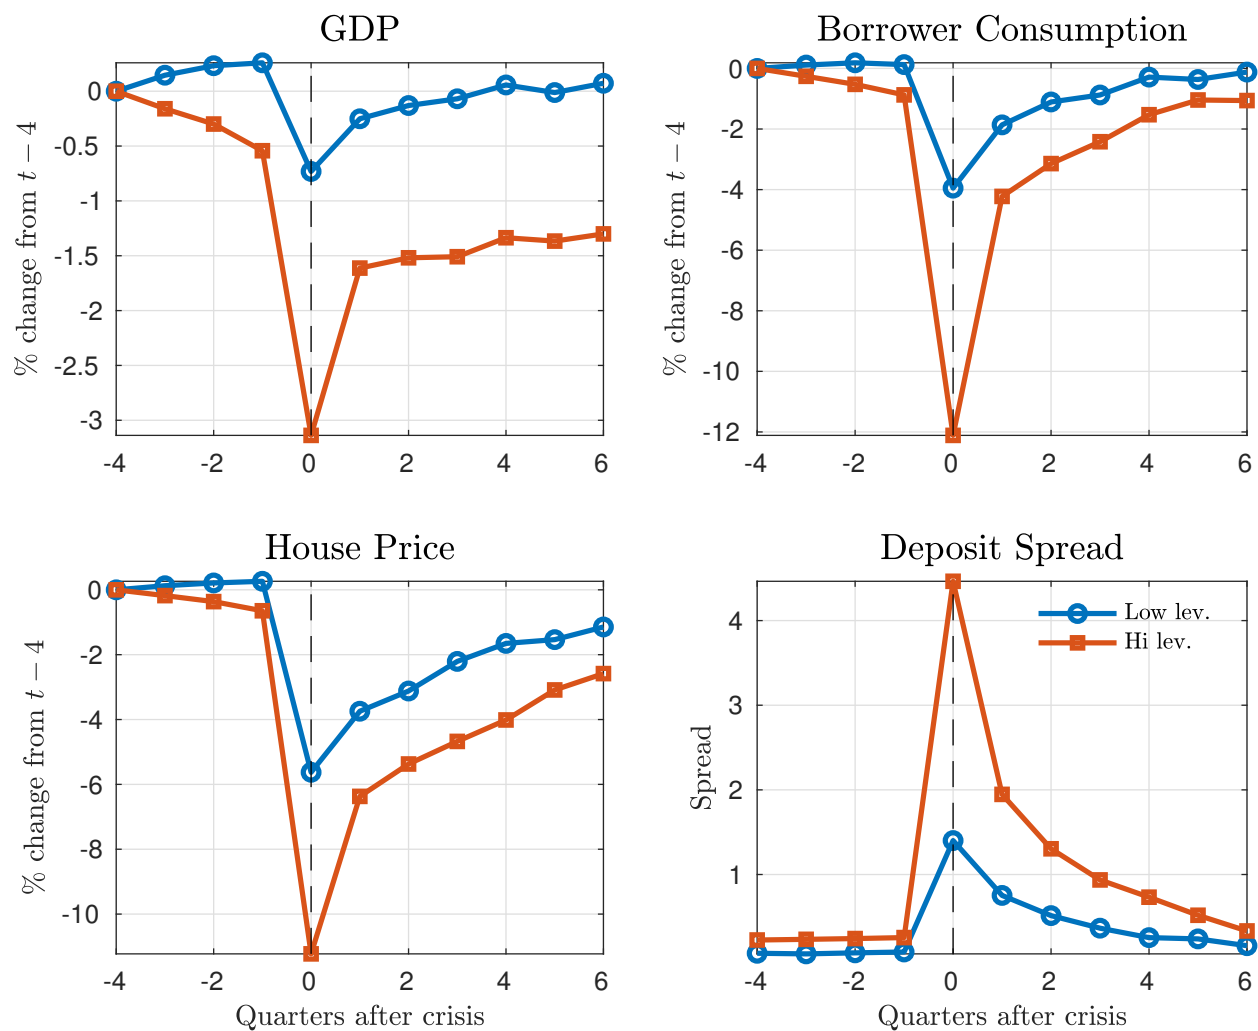 GDP
% change from t − 4
0
-0.5
-1
-1.5
-2
-2.5
-3
-4 -2 0 2 4 6
Borrower Consumption
% change from t − 4
0
-2
-4
-6
-8
-10
-12
-4 -2 0 2 4 6
House Price
% change from t − 4
0
-2
-4
-6
-8
-10
-4 -2 0 2 4 6
Quarters after crisis
Deposit Spread
Spread
4
3
2
1
Low lev.
Hi lev.
-4 -2 0 2 4 6
Quarters after crisis